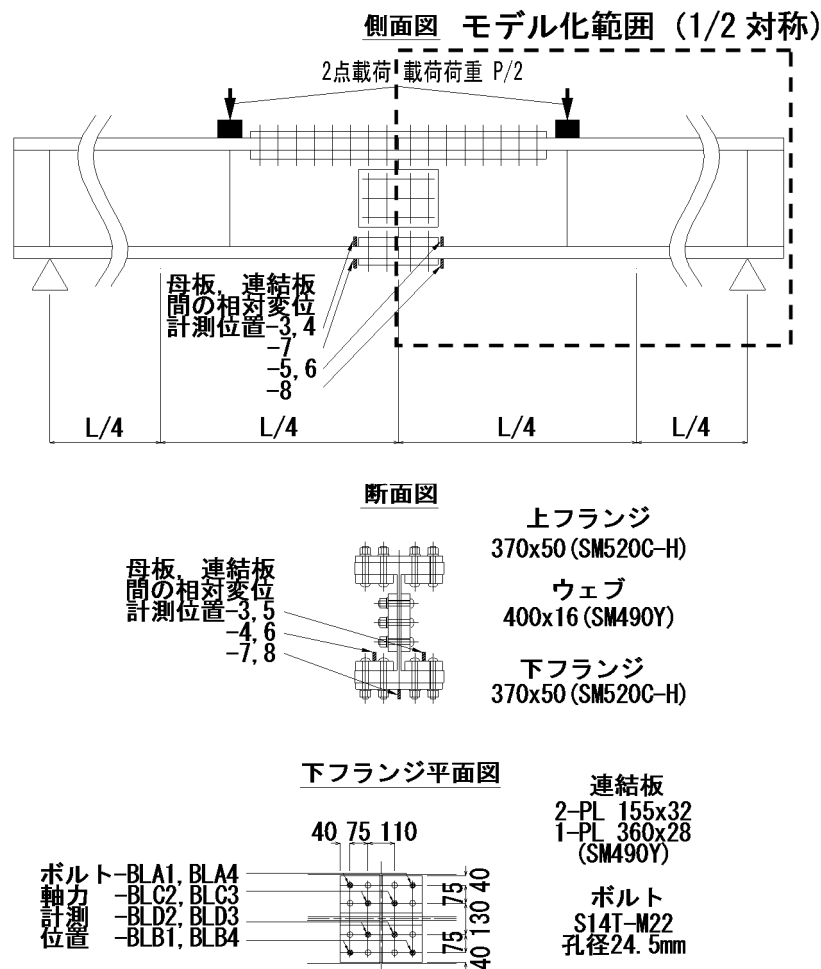 側面図 モデル化範囲 (1/2 対称)
2点載荷 載荷荷重 P/2
母板, 連結板
間の相対変位
計測位置-3,4
-7
-5,6
-8
L/4 L/4 L/4 L/4
断面図
上フランジ
370x50(SM520C-H)
ウェブ
400x16(SM490Y)
下フランジ
370x50(SM520C-H)
母板, 連結板
間の相対変位
計測位置-3,5
-4,6
-7,8
下フランジ平面図
連結板
2-PL 155x32
1-PL 360x28
(SM490Y)
ボルト
S14T-M22
孔径24.5mm
40 75 110
ボルト-BLA1,BLA4
軸力 -BLC2,BLC3
計測 -BLD2,BLD3
位置 -BLB1,BLB4
40
75
130
75
40